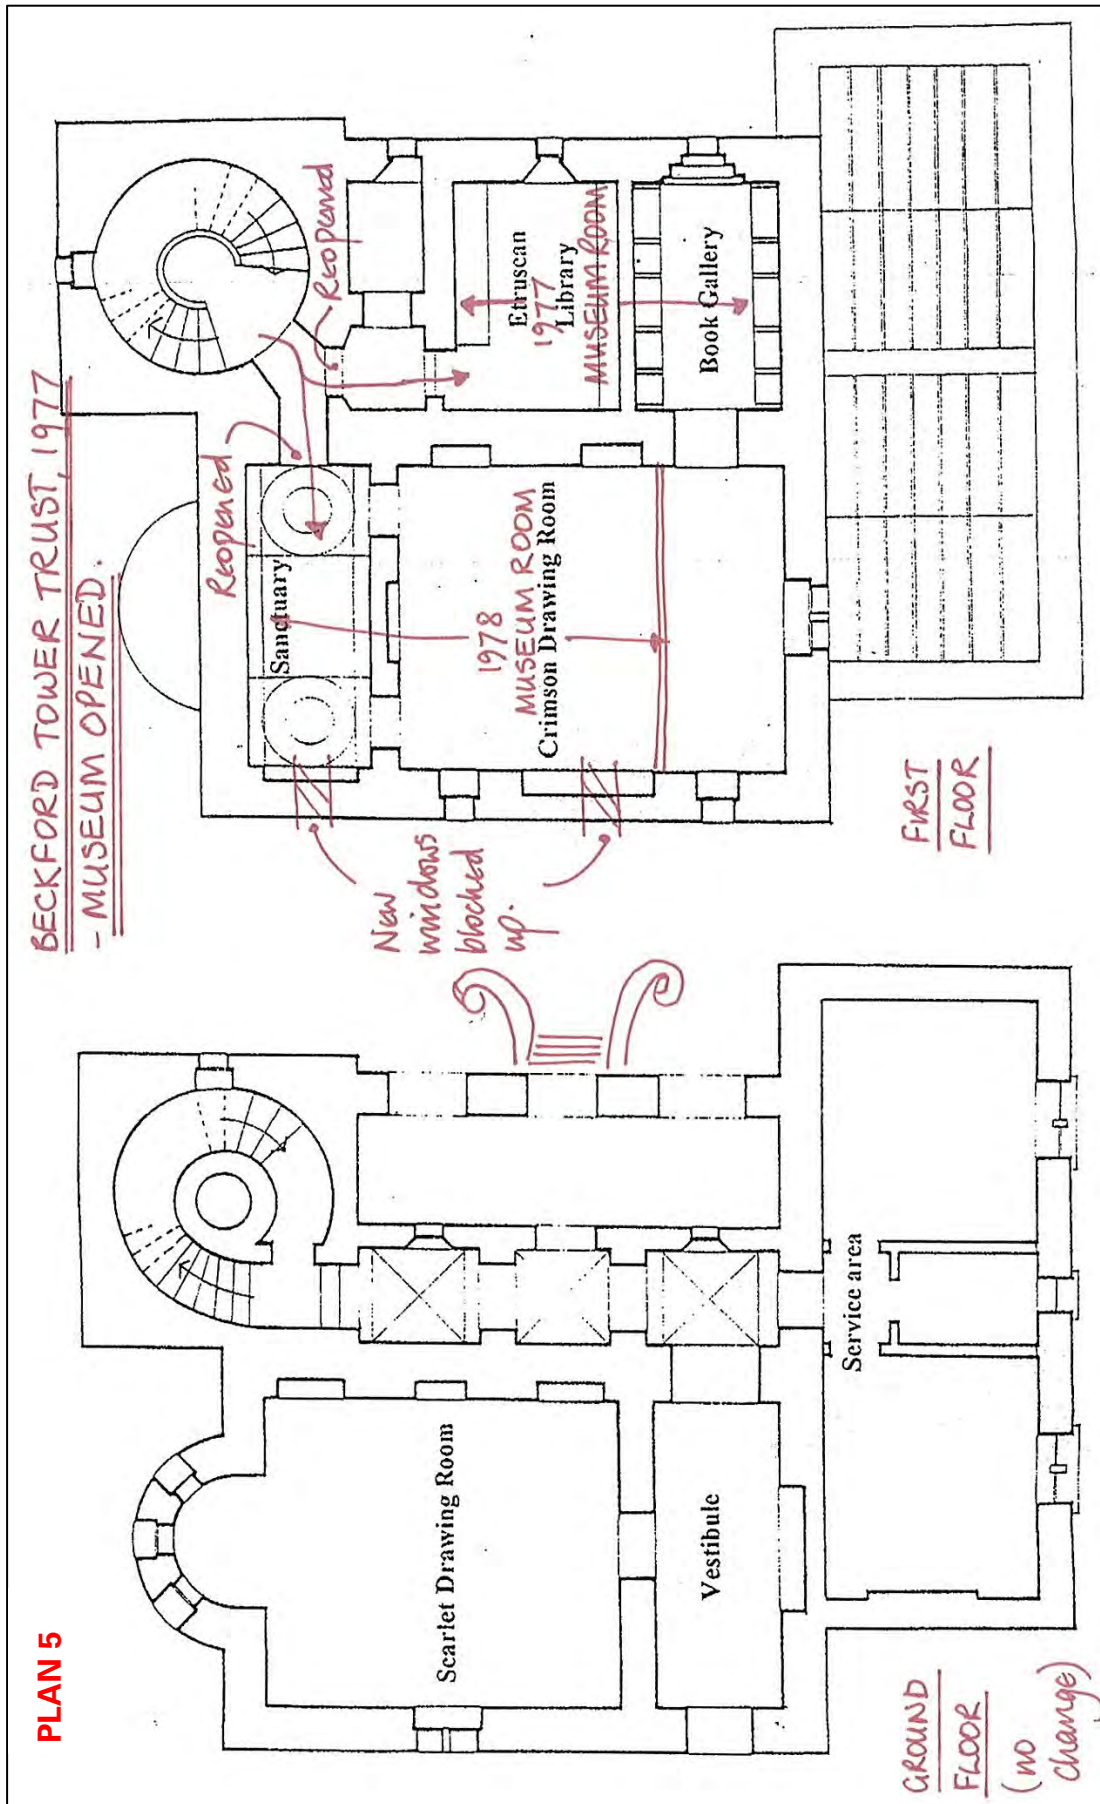 PLAN 5
BECKFORD TOWER TRUST, 1977
- MUSEUM OPENED.
Scarlet Drawing Room
Vestibule
Service area
GROUND
FLOOR
(no
change)
New
windows
blocked
up.
Reopened
Reopened
Sanctuary
1978
MUSEUM ROOM
Crimson Drawing Room
Etruscan
Library
1977
MUSEUM ROOM
Book Gallery
FIRST
FLOOR